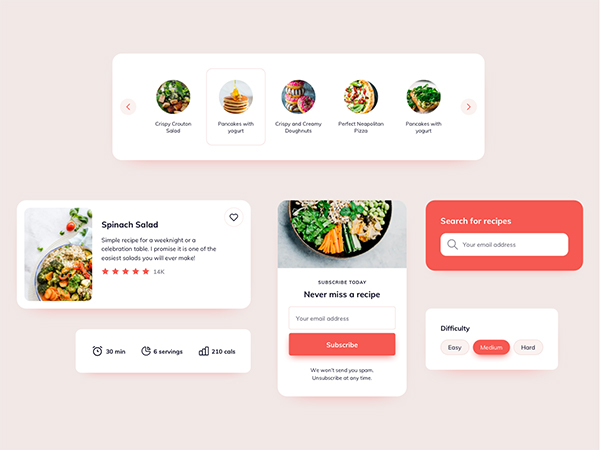 Crispy Crouton
Salad
Pancakes with
yogurt
Crispy and Creamy
Doughnuts
Perfect Neapolitan
Pizza
Pancakes with
yogurt
Spinach Salad
Simple recipe for a weeknight or a
celebration table. I promise it is one of the
easiest salads you will ever make!
14K
30 min
6 servings
210 cals
SUBSCRIBE TODAY
Never miss a recipe
Your email address
Subscribe
We won't send you spam.
Unsubscribe at any time.
Search for recipes
Your email address
Difficulty
Easy
Medium
Hard